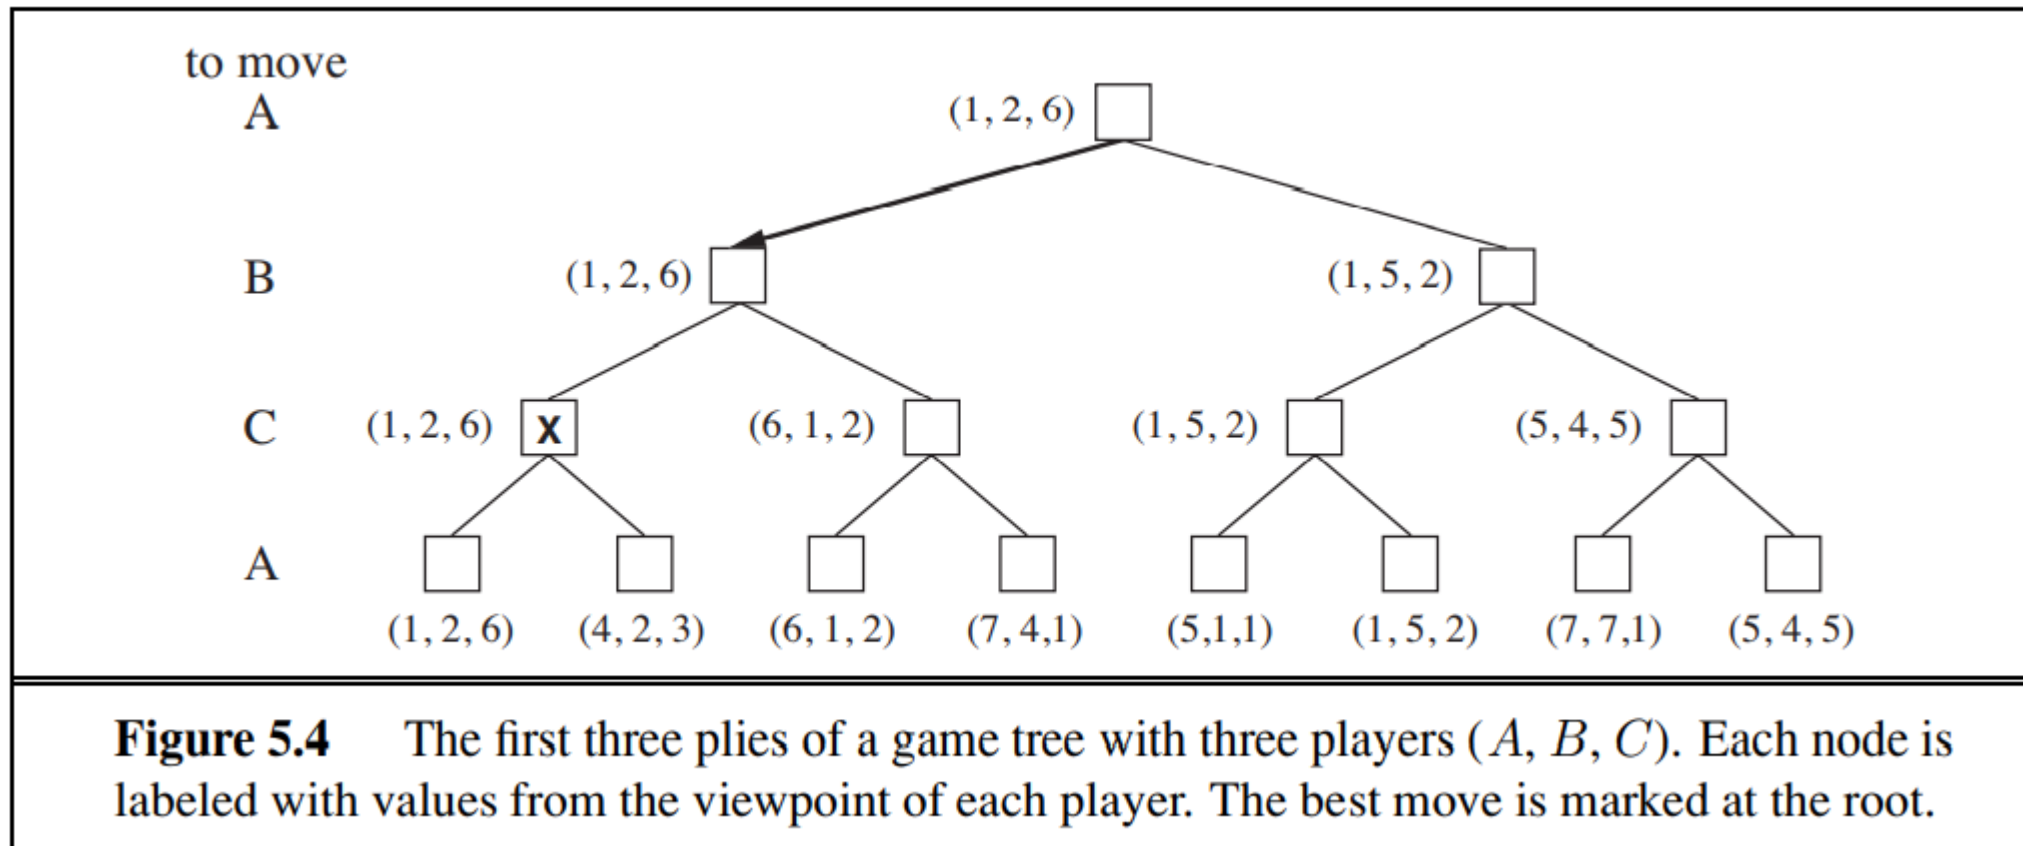 to move
A (1, 2, 6)
B (1, 2, 6) (1, 5, 2)
C (1, 2, 6) X (6, 1, 2) (1, 5, 2) (5, 4, 5)
A
(1, 2, 6) (4, 2, 3) (6, 1, 2) (7, 4,1) (5,1,1) (1, 5, 2) (7, 7,1) (5, 4, 5)
Figure 5.4 The first three plies of a game tree with three players (A, B, C). Each node is
labeled with values from the viewpoint of each player. The best move is marked at the root.